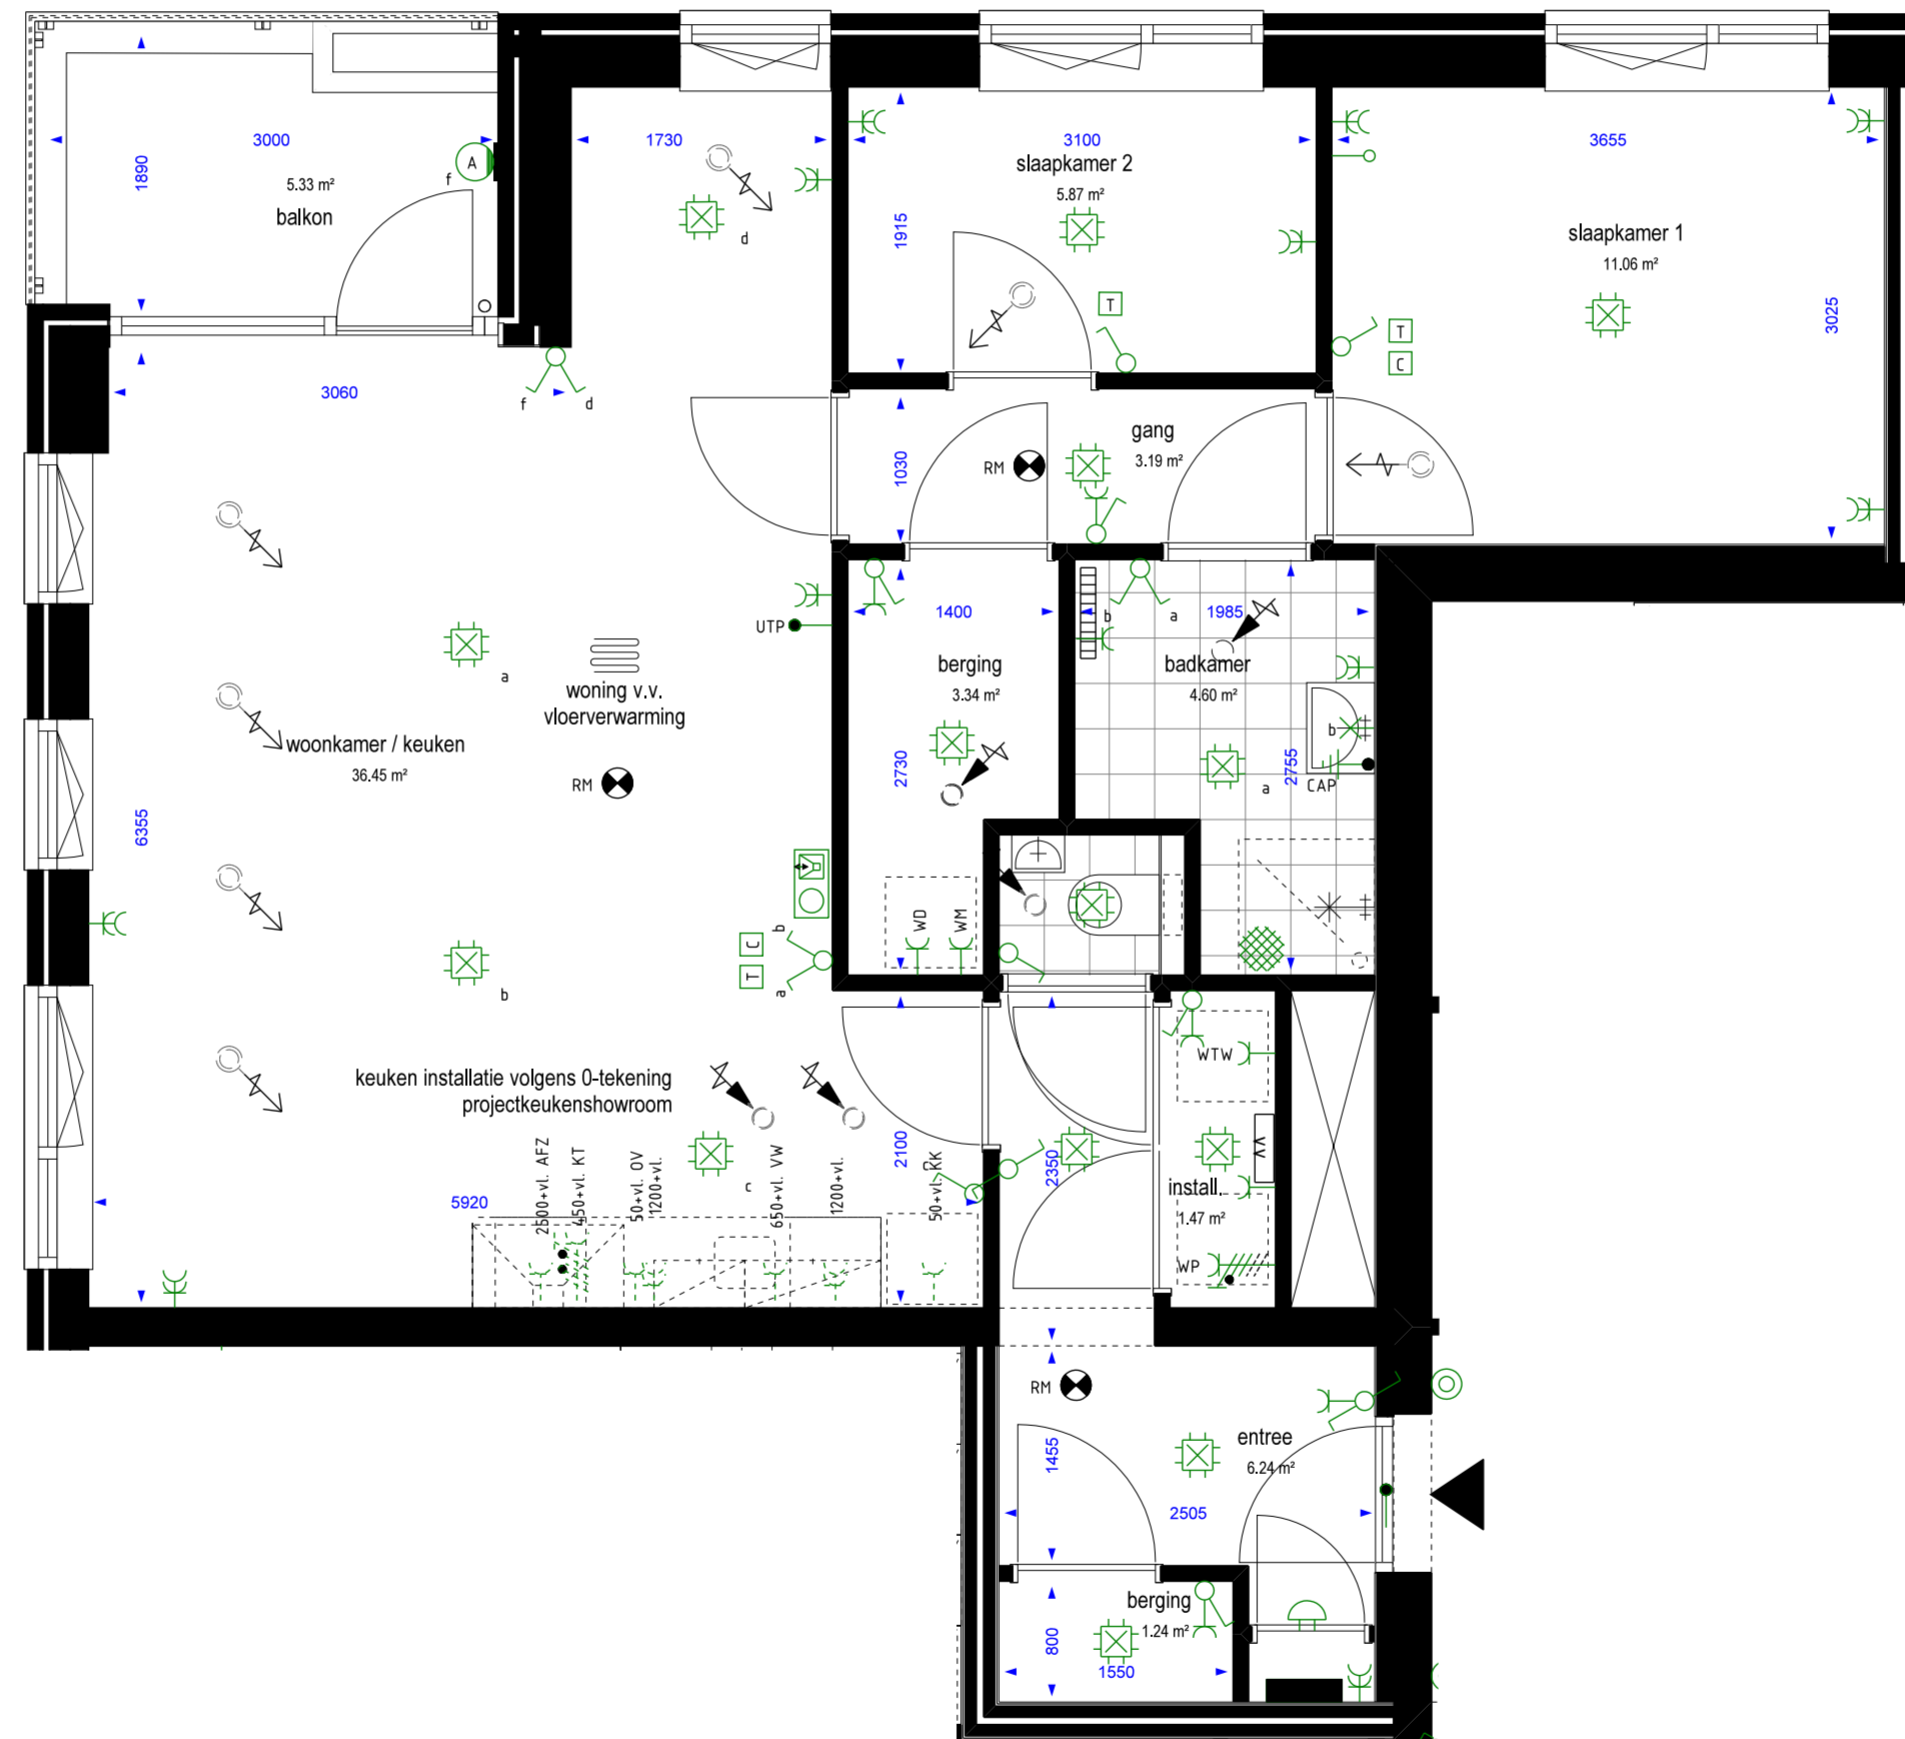 3000
1730
3100
3655
1890
5.33 m²
balkon
f
A
d
slaapkamer 2
5.87 m²
1915
T
slaapkamer 1
11.06 m²
3025
T
C
3060
f
d
1030
RM
gang
3.19 m²
UTP
1400
b
a
1985
berging
3.34 m²
badkamer
4.60 m²
a
woning v.v.
vloerverwarming
woonkamer / keuken
36.45 m²
RM
6355
2730
2755
b
a
CAP
WD
WM
b
C
T
a
b
keuken installatie volgens 0-tekening
projectkeukenshowroom
2100
2350
WTW
VV
install.
1.47 m²
WP
5920
2500+vl. AFZ
450+vl. KT
50+vl. OV
1200+vl.
c
650+vl. VW
1200+vl.
50+vl. KK
RM
1455
entree
6.24 m²
2505
berging
1.24 m²
800
1550